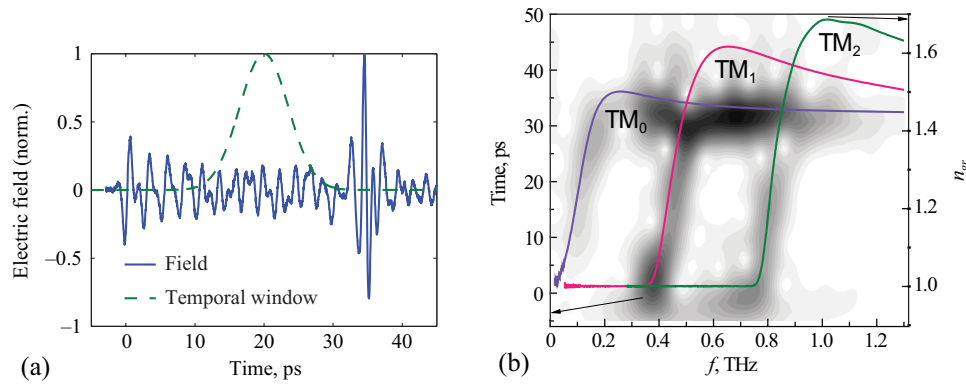 (a)
Electric field (norm.)
1
0.5
0
−0.5
−1
Field
Temporal window
0 10 20 30 40
Time, ps
(b)
Time, ps
50
40
30
20
10
0
TM0
TM1
TM2
1.6
1.4
1.2
1.0
ngr
0.0 0.2 0.4 0.6 0.8 1.0 1.2
f, THz